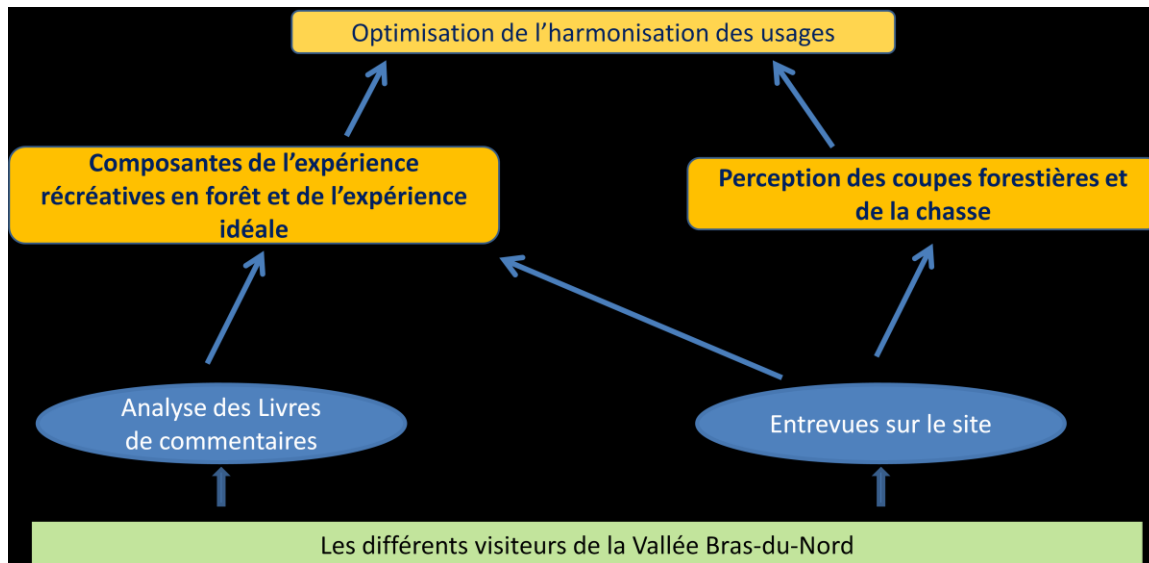 Optimisation de l'harmonisation des usages
Composantes de l'expérience
récréatives en forêt et de l'expérience
idéale
Perception des coupes forestières et
de la chasse
Analyse des Livres
de commentaires
Entrevues sur le site
Les différents visiteurs de la Vallée Bras-du-Nord